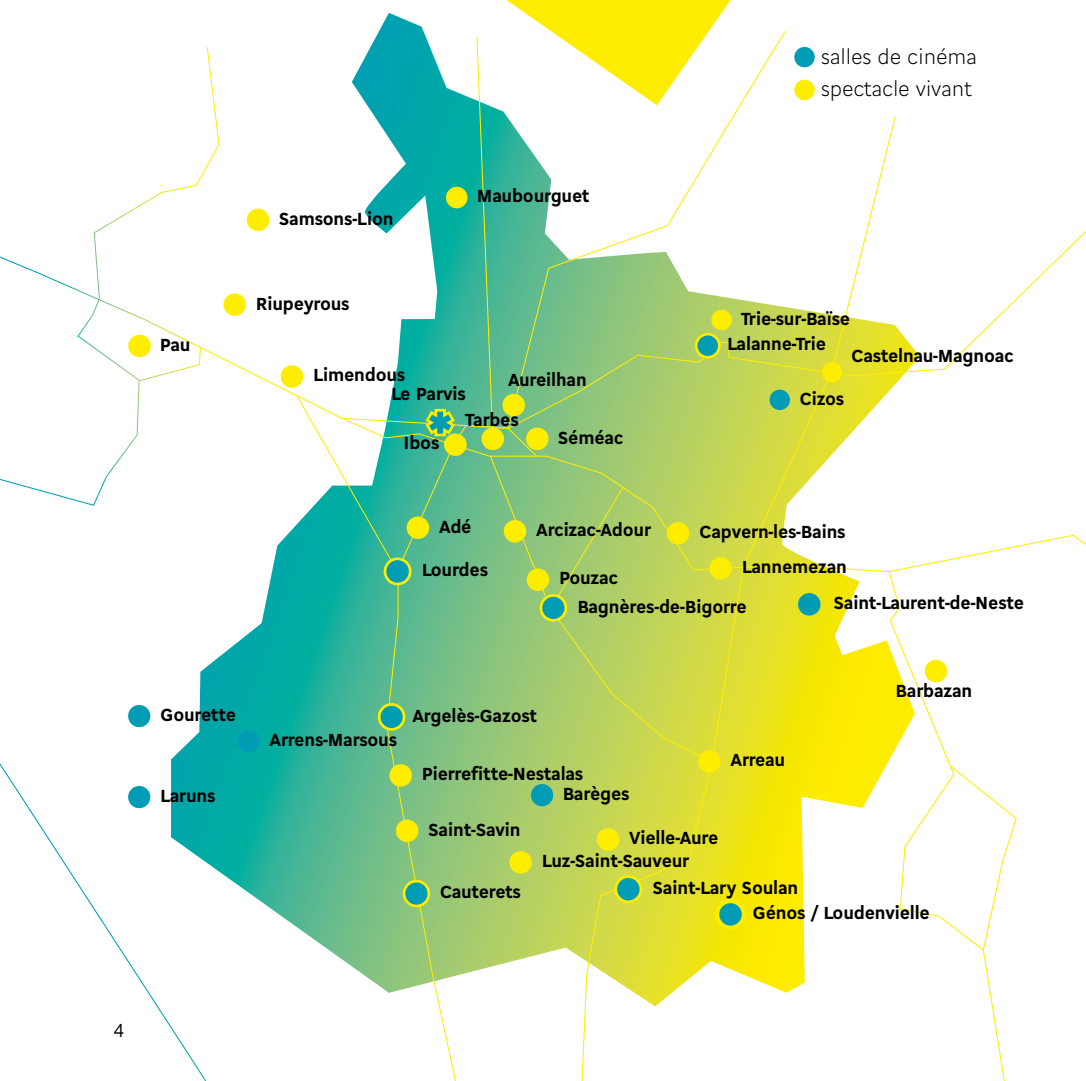 salles de cinéma
spectacle vivant
Maubourguet
Samsons-Lion
Riupeyrous
Trie-sur-Baïse
Pau
Lalanne-Trie
Castelnau-Magnoac
Limendous
Aureilhan
Le Parvis
Cizos
Tarbes
Ibos
Séméac
Adé
Arcizac-Adour
Capvern-les-Bains
Lourdes
Lannemezan
Pouzac
Bagnères-de-Bigorre
Saint-Laurent-de-Neste
Barbazan
Gourette
Argelès-Gazost
Arrens-Marsous
Arreau
Pierrefitte-Nestalas
Laruns
Barèges
Saint-Savin
Vielle-Aure
Luz-Saint-Sauveur
Cauterets
Saint-Lary Soulan
Génos / Loudenvielle
4